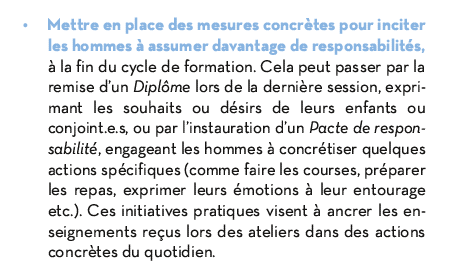 • Mettre en place des mesures concrètes pour inciter
les hommes à assumer davantage de responsabilités,
à la fin du cycle de formation. Cela peut passer par la
remise d'un Diplôme lors de la dernière session, expri-
mant les souhaits ou désirs de leurs enfants ou
conjoint.e.s, ou par l'instauration d'un Pacte de respon-
sabilité, engageant les hommes à concrétiser quelques
actions spécifiques (comme faire les courses, préparer
les repas, exprimer leurs émotions à leur entourage
etc.). Ces initiatives pratiques visent à ancrer les en-
seignements reçus lors des ateliers dans des actions
concrètes du quotidien.